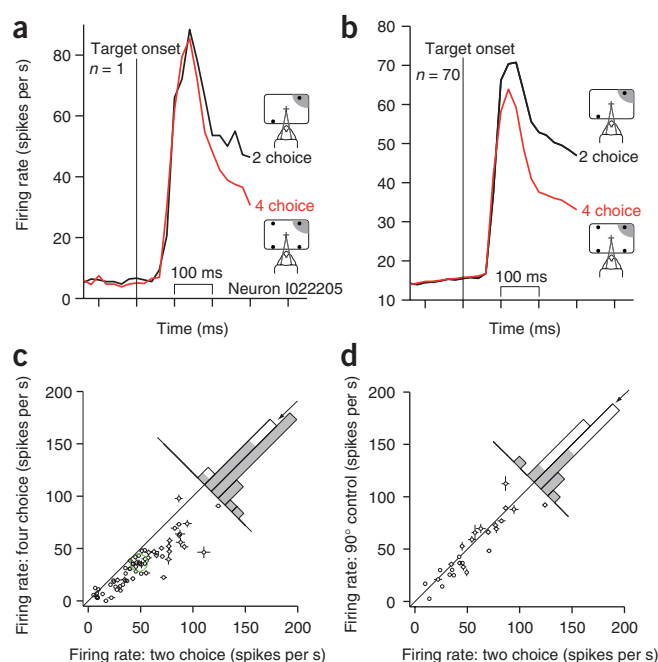 a
Target onset
n = 1
Firing rate (spikes per s)
80
60
40
20
0
2 choice
4 choice
100 ms
Neuron I022205
Time (ms)
b
Target onset
n = 70
80
70
60
50
40
30
20
10
2 choice
4 choice
100 ms
Time (ms)
c
Firing rate: four choice (spikes per s)
200
150
100
50
0
0 50 100 150 200
Firing rate: two choice (spikes per s)
d
Firing rate: 90° control (spikes per s)
200
150
100
50
0
0 50 100 150 200
Firing rate: two choice (spikes per s)